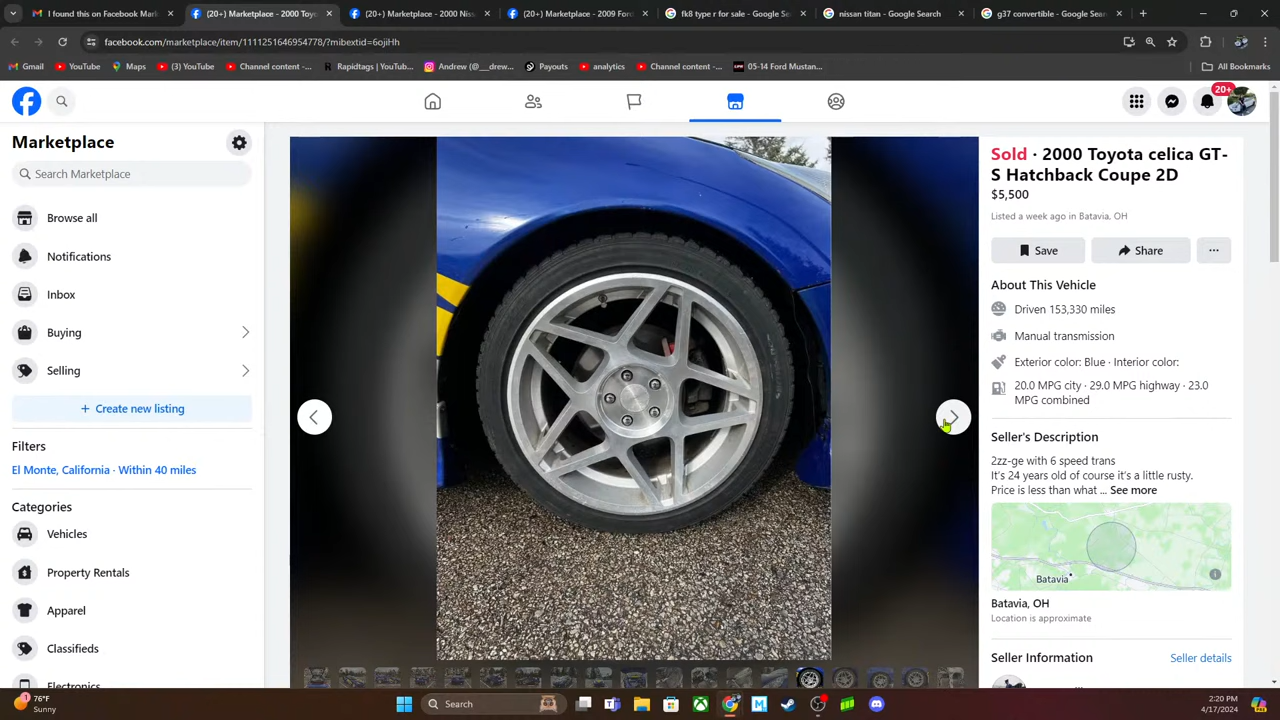 I found this on Facebook Mark
(20+) Marketplace - 2000 Toyo
(20+) Marketplace - 2000 Niss
(20+) Marketplace - 2009 Ford
fk8 type r for sale - Google Se
nissan titan - Google Search
g37 convertible - Google Sear
facebook.com/marketplace/item/1111251646954778/?mibextid=6ojiHh
Gmail
YouTube
Maps
(3) YouTube
Channel content -...
Rapidtags | YouTub...
Andrew (@___drew...
Payouts
analytics
Channel content -...
05-14 Ford Mustan...
All Bookmarks
20+
Marketplace
Search Marketplace
Browse all
Notifications
Inbox
Buying
Selling
+ Create new listing
Filters
El Monte, California · Within 40 miles
Categories
Vehicles
Property Rentals
Apparel
Classifieds
Electronics
Sold · 2000 Toyota celica GT-
S Hatchback Coupe 2D
$5,500
Listed a week ago in Batavia, OH
Save
Share
About This Vehicle
Driven 153,330 miles
Manual transmission
Exterior color: Blue · Interior color:
20.0 MPG city · 29.0 MPG highway · 23.0
MPG combined
Seller's Description
2zz-ge with 6 speed trans
It's 24 years old of course it's a little rusty.
Price is less than what ... See more
Batavia
Batavia, OH
Location is approximate
Seller Information
Seller details
76°F
Sunny
Search
2:20 PM
4/17/2024